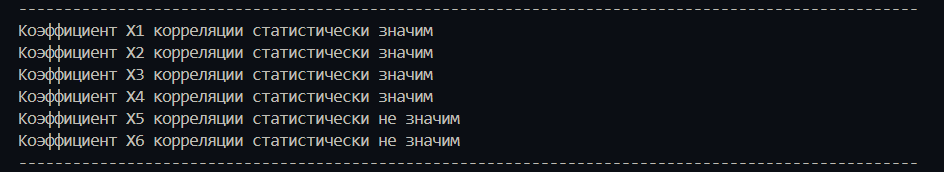 ----------------------------------------------------------------------------------------------------
Коэффициент X1 корреляции статистически значим
Коэффициент X2 корреляции статистически значим
Коэффициент X3 корреляции статистически значим
Коэффициент X4 корреляции статистически значим
Коэффициент X5 корреляции статистически не значим
Коэффициент X6 корреляции статистически не значим
----------------------------------------------------------------------------------------------------